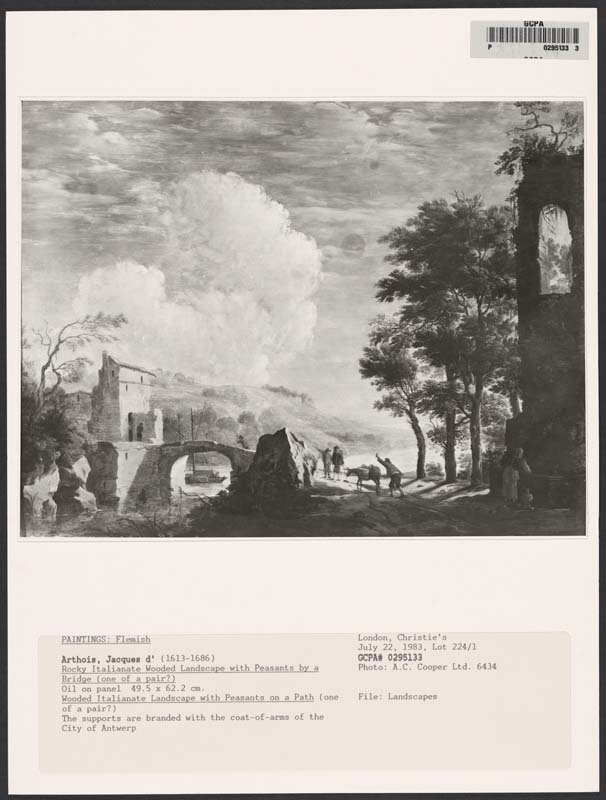 GCPA
P 0295133 3
PAINTINGS: Flemish
Arthois, Jacques d' (1613-1686)
Rocky Italianate Wooded Landscape with Peasants by a
Bridge (one of a pair?)
Oil on panel 49.5 x 62.2 cm.
Wooded Italianate Landscape with Peasants on a Path (one
of a pair?)
The supports are branded with the coat-of-arms of the
City of Antwerp
London, Christie's
July 22, 1983, Lot 224/1
GCPA# 0295133
Photo: A.C. Cooper Ltd. 6434
File: Landscapes